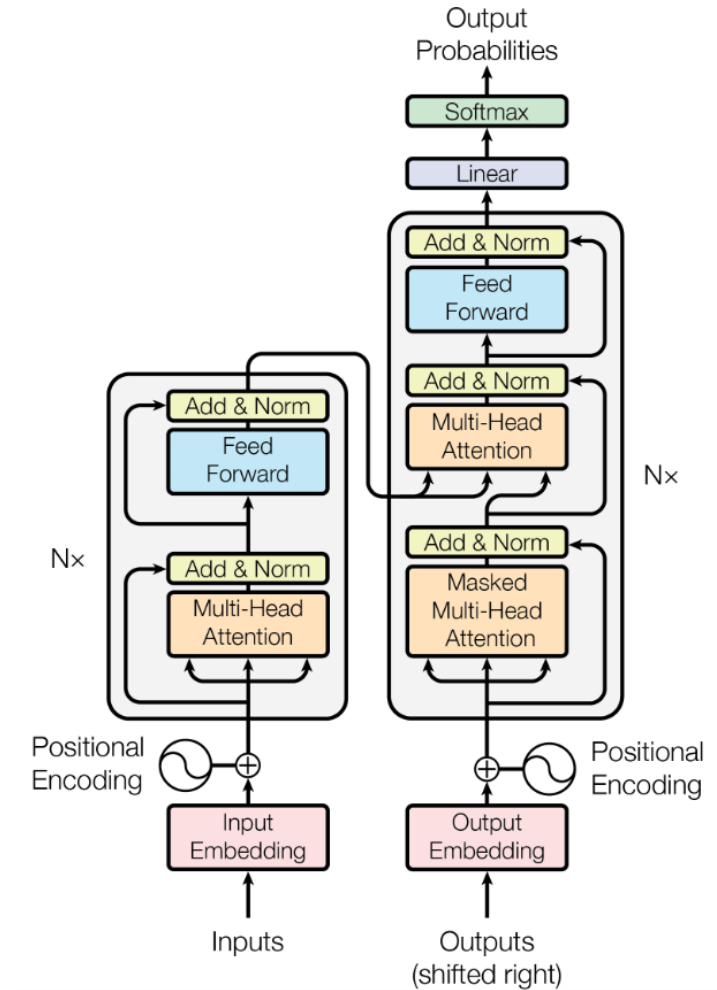 Output
Probabilities
Softmax
Linear
Add & Norm
Feed
Forward
Add & Norm
Multi-Head
Attention
Nx
Add & Norm
Masked
Multi-Head
Attention
Add & Norm
Feed
Forward
Nx
Add & Norm
Multi-Head
Attention
Positional
Encoding
Positional
Encoding
Input
Embedding
Output
Embedding
Inputs
Outputs
(shifted right)